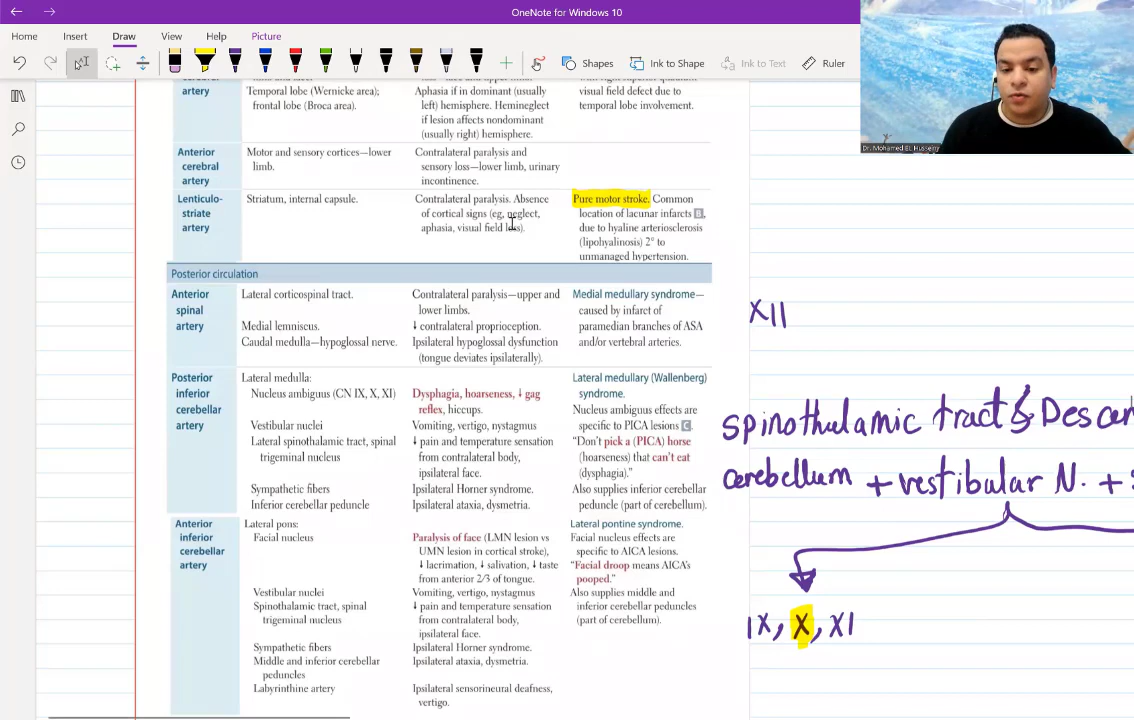 OneNote for Windows 10
Home Insert Draw View Help Picture
Shapes Ink to Shape Ink to Text Ruler
Dr. Mohamed EL Husseiny
artery
Temporal lobe (Wernicke area);
frontal lobe (Broca area).
Aphasia if in dominant (usually
left) hemisphere. Hemineglect
if lesion affects nondominant
(usually right) hemisphere.
visual field defect due to
temporal lobe involvement.
Anterior
cerebral
artery
Motor and sensory cortices—lower
limb.
Contralateral paralysis and
sensory loss—lower limb, urinary
incontinence.
Lenticulo-
striate
artery
Striatum, internal capsule.
Contralateral paralysis. Absence
of cortical signs (eg, neglect,
aphasia, visual field loss).
Pure motor stroke. Common
location of lacunar infarcts B,
due to hyaline arteriosclerosis
(lipohyalinosis) 2° to
unmanaged hypertension.
Posterior circulation
Anterior
spinal
artery
Lateral corticospinal tract.
Medial lemniscus.
Caudal medulla—hypoglossal nerve.
Contralateral paralysis—upper and
lower limbs.
↓ contralateral proprioception.
Ipsilateral hypoglossal dysfunction
(tongue deviates ipsilaterally).
Medial medullary syndrome—
caused by infarct of
paramedian branches of ASA
and/or vertebral arteries.
Posterior
inferior
cerebellar
artery
Lateral medulla:
Nucleus ambiguus (CN IX, X, XI)
Vestibular nuclei
Lateral spinothalamic tract, spinal
trigeminal nucleus
Sympathetic fibers
Inferior cerebellar peduncle
Dysphagia, hoarseness, ↓ gag
reflex, hiccups.
Vomiting, vertigo, nystagmus
↓ pain and temperature sensation
from contralateral body,
ipsilateral face.
Ipsilateral Horner syndrome.
Ipsilateral ataxia, dysmetria.
Lateral medullary (Wallenberg)
syndrome.
Nucleus ambiguus effects are
specific to PICA lesions C.
“Don’t pick a (PICA) horse
(hoarseness) that can’t eat
(dysphagia).”
Also supplies inferior cerebellar
peduncle (part of cerebellum).
Anterior
inferior
cerebellar
artery
Lateral pons:
Facial nucleus
Vestibular nuclei
Spinothalamic tract, spinal
trigeminal nucleus
Sympathetic fibers
Middle and inferior cerebellar
peduncles
Labyrinthine artery
Paralysis of face (LMN lesion vs
UMN lesion in cortical stroke),
↓ lacrimation, ↓ salivation, ↓ taste
from anterior 2/3 of tongue.
Vomiting, vertigo, nystagmus
↓ pain and temperature sensation
from contralateral body,
ipsilateral face.
Ipsilateral Horner syndrome.
Ipsilateral ataxia, dysmetria.
Ipsilateral sensorineural deafness,
vertigo.
Lateral pontine syndrome.
Facial nucleus effects are
specific to AICA lesions.
“Facial droop means AICA’s
pooped.”
Also supplies middle and
inferior cerebellar peduncles
(part of cerebellum).
XII
spinothalamic tract & Descen
cerebellum + vestibular N. +
IX, X, XI